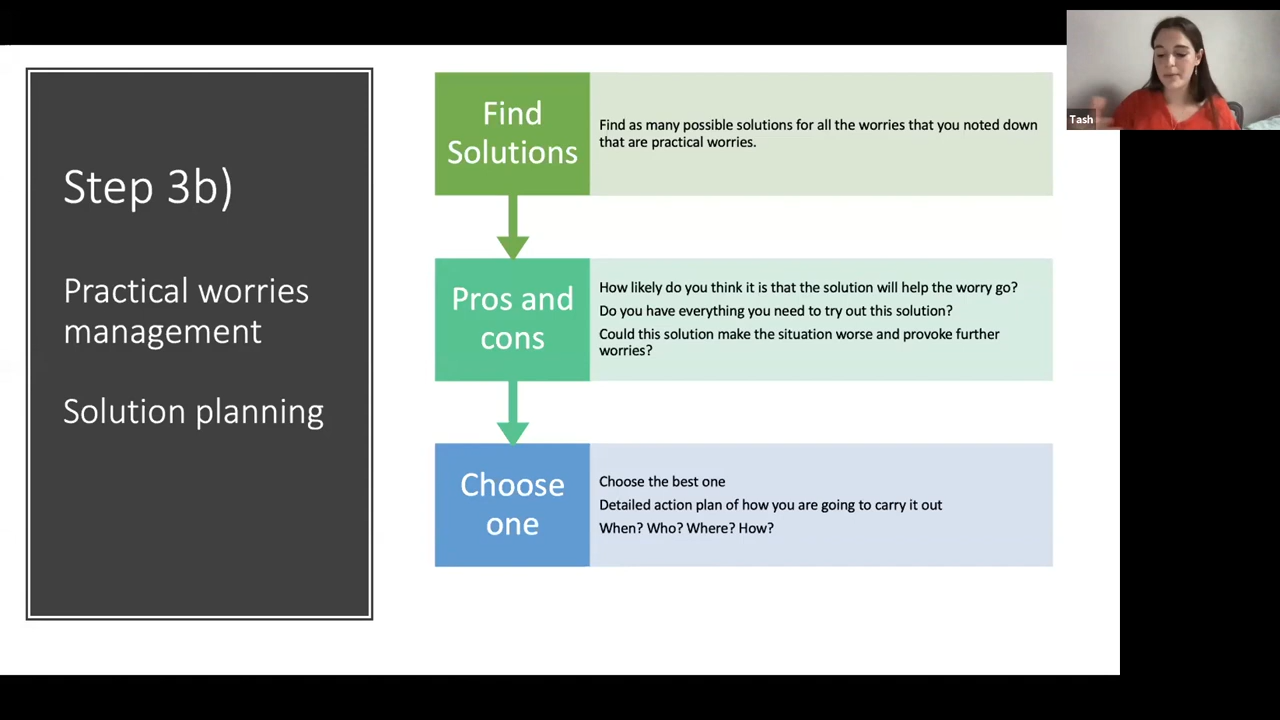 Step 3b)
Practical worries
management
Solution planning
Find
Solutions
Find as many possible solutions for all the worries that you noted down
that are practical worries.
Pros and
cons
How likely do you think it is that the solution will help the worry go?
Do you have everything you need to try out this solution?
Could this solution make the situation worse and provoke further
worries?
Choose
one
Choose the best one
Detailed action plan of how you are going to carry it out
When? Who? Where? How?
Tash